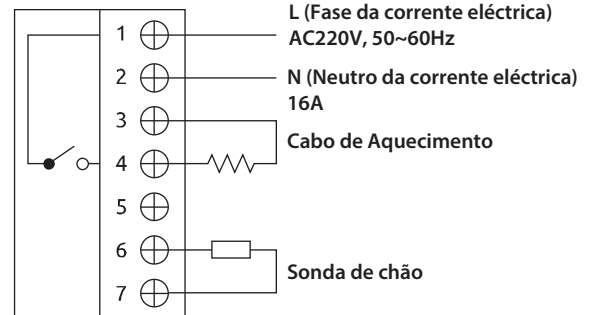 1
L (Fase da corrente eléctrica)
AC220V, 50~60Hz
2
N (Neutro da corrente eléctrica)
16A
3
Cabo de Aquecimento
4
5
6
Sonda de chão
7